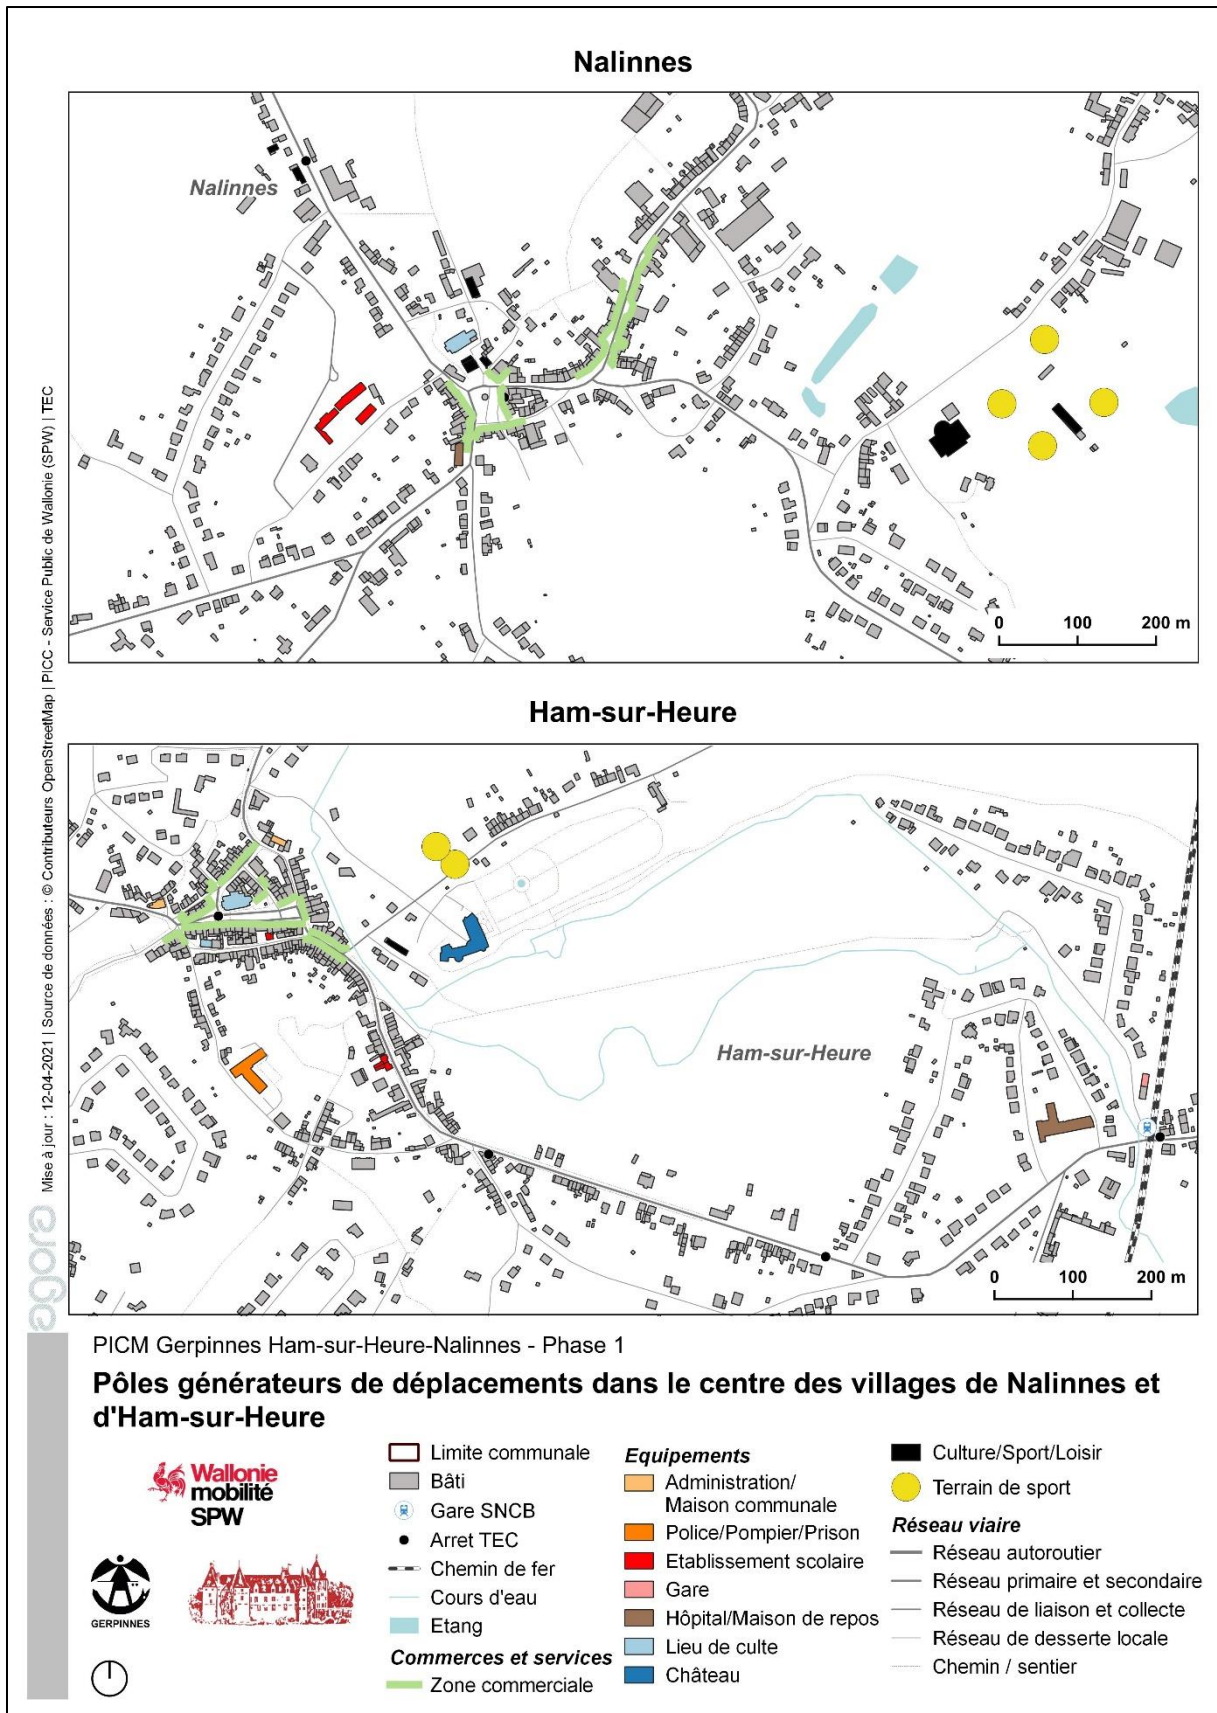 Nalinnes
Nalinnes
0 100 200 m
Ham-sur-Heure
Ham-sur-Heure
0 100 200 m
Mise à jour : 12-04-2021 | Source de données : © Contributeurs OpenStreetMap | PICC - Service Public de Wallonie (SPW) | TEC
agora
PICM Gerpinnes Ham-sur-Heure-Nalinnes - Phase 1
Pôles générateurs de déplacements dans le centre des villages de Nalinnes et
d'Ham-sur-Heure
Wallonie
mobilité
SPW
GERPINNES
Limite communale
Bâti
Gare SNCB
Arret TEC
Chemin de fer
Cours d'eau
Etang
Commerces et services
Zone commerciale
Equipements
Administration/
Maison communale
Police/Pompier/Prison
Etablissement scolaire
Gare
Hôpital/Maison de repos
Lieu de culte
Château
Culture/Sport/Loisir
Terrain de sport
Réseau viaire
Réseau autoroutier
Réseau primaire et secondaire
Réseau de liaison et collecte
Réseau de desserte locale
Chemin / sentier